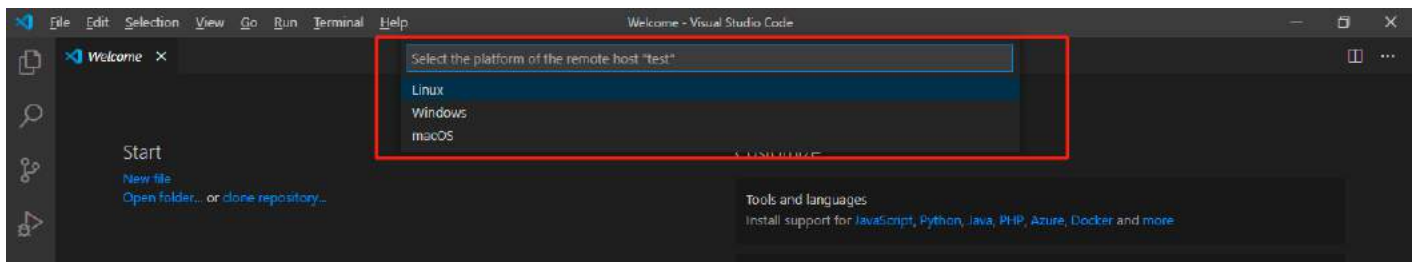 File Edit Selection View Go Run Terminal Help
Welcome - Visual Studio Code
Welcome
Select the platform of the remote host "test"
Linux
Windows
macOS
Start
Customize
New file
Open folder... or clone repository...
Tools and languages
Install support for JavaScript, Python, Java, PHP, Azure, Docker and more